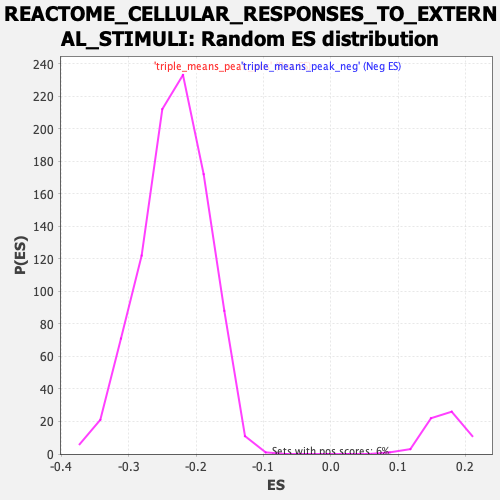 REACTOME_CELLULAR_RESPONSES_TO_EXTERN
AL_STIMULI: Random ES distribution
'triple_means_pea'triple_means_peak_neg' (Neg ES)
240
220
200
180
160
140
120
100
80
60
40
20
0
P(ES)
Sets with pos scores: 6%
-0.4 -0.3 -0.2 -0.1 0.0 0.1 0.2
ES